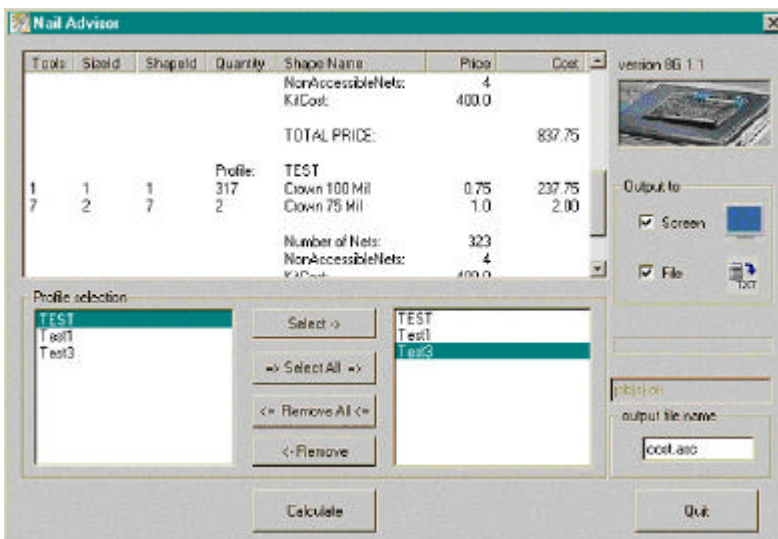 Nail Advisor
Tools SizeId ShapeId Quantity Shape Name Price Cost
NonAccessibleNets: 4
KitCost: 400.0
TOTAL PRICE: 837.75
Profile: TEST
1 1 1 317 Crown 100 Mil 0.75 237.75
7 2 7 2 Crown 75 Mil 1.0 2.00
Number of Nets: 323
NonAccessibleNets: 4
KitCost: 400.0
version 8G 1.1
Output to
Screen
File
TXT
Profile selection
TEST
Test1
Test3
Select ->
=> Select All =>
<= Remove All <=
<- Remove
TEST
Test1
Test3
output file name
cost.asc
Calculate
Quit